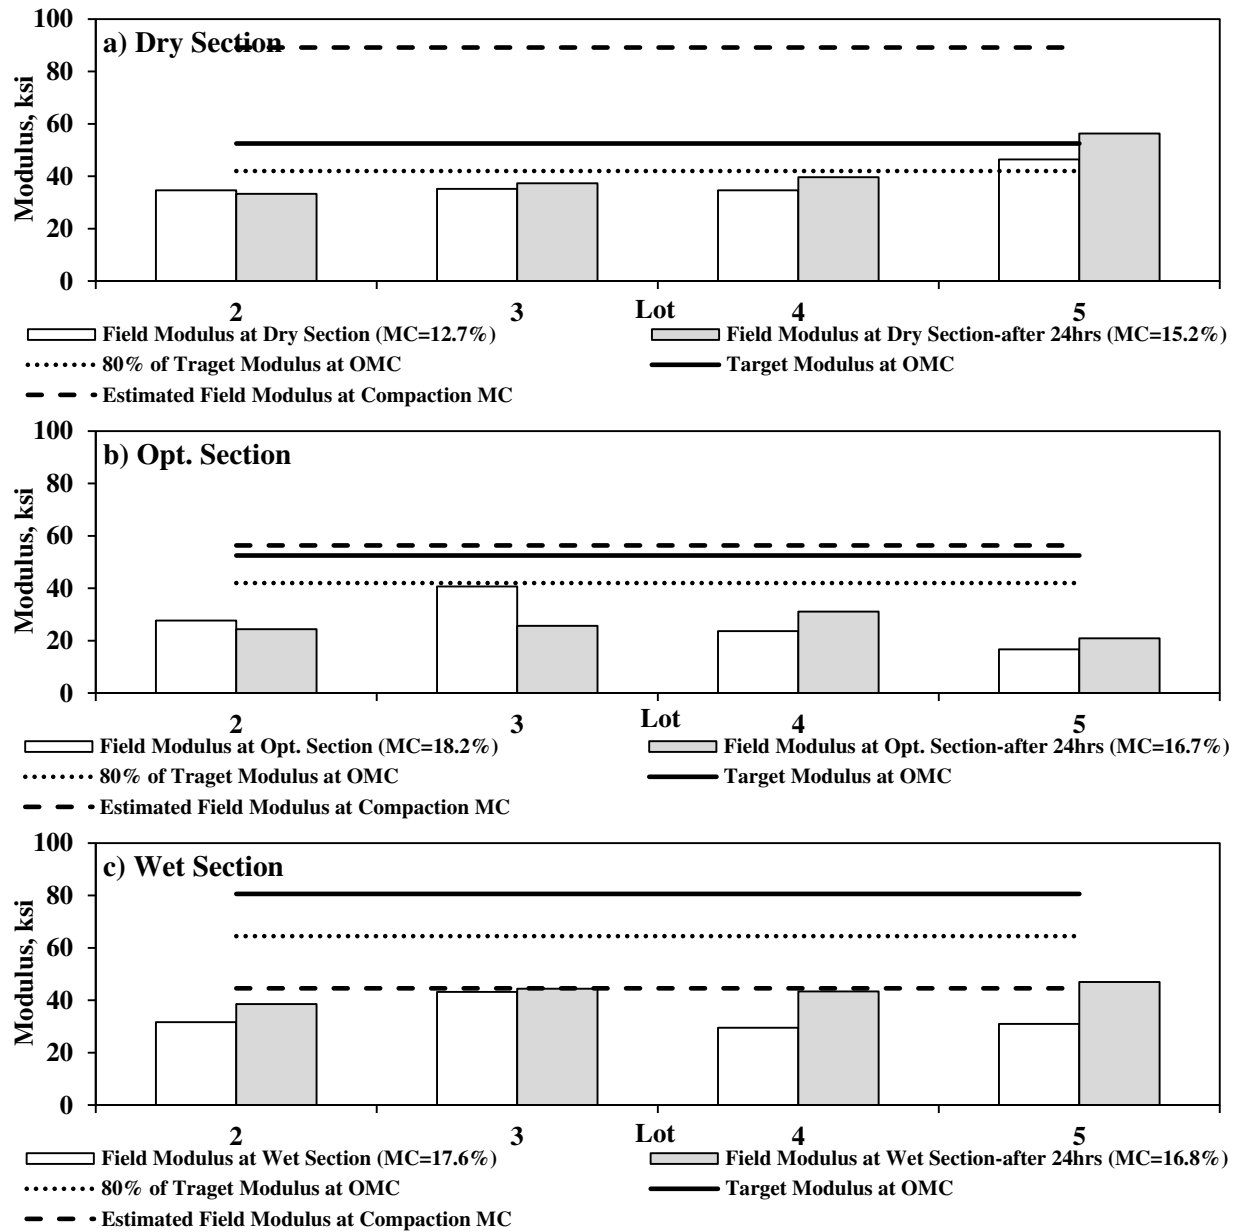 100
a) Dry Section
80
60
40
20
0
Modulus, ksi
2 3 Lot 4 5
Field Modulus at Dry Section (MC=12.7%) Field Modulus at Dry Section-after 24hrs (MC=15.2%)
80% of Traget Modulus at OMC Target Modulus at OMC
Estimated Field Modulus at Compaction MC
100
b) Opt. Section
80
60
40
20
0
Modulus, ksi
2 3 Lot 4 5
Field Modulus at Opt. Section (MC=18.2%) Field Modulus at Opt. Section-after 24hrs (MC=16.7%)
80% of Traget Modulus at OMC Target Modulus at OMC
Estimated Field Modulus at Compaction MC
100
c) Wet Section
80
60
40
20
0
Modulus, ksi
2 3 Lot 4 5
Field Modulus at Wet Section (MC=17.6%) Field Modulus at Wet Section-after 24hrs (MC=16.8%)
80% of Traget Modulus at OMC Target Modulus at OMC
Estimated Field Modulus at Compaction MC